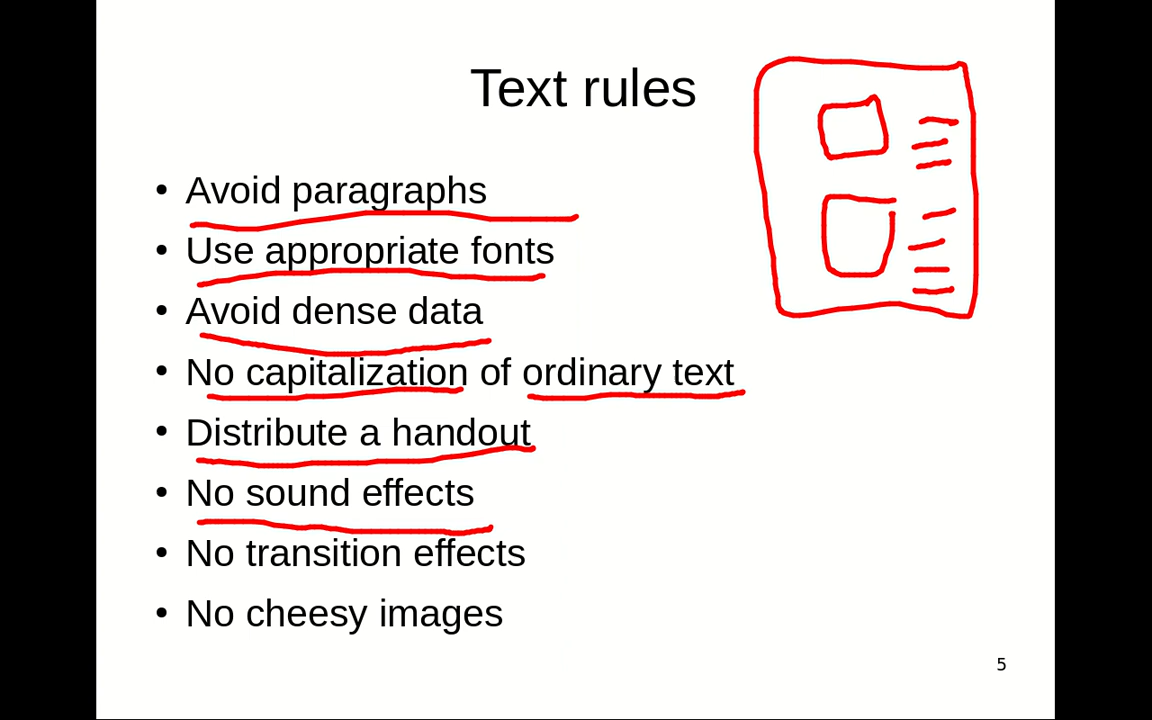 Text rules
• Avoid paragraphs
• Use appropriate fonts
• Avoid dense data
• No capitalization of ordinary text
• Distribute a handout
• No sound effects
• No transition effects
• No cheesy images
5